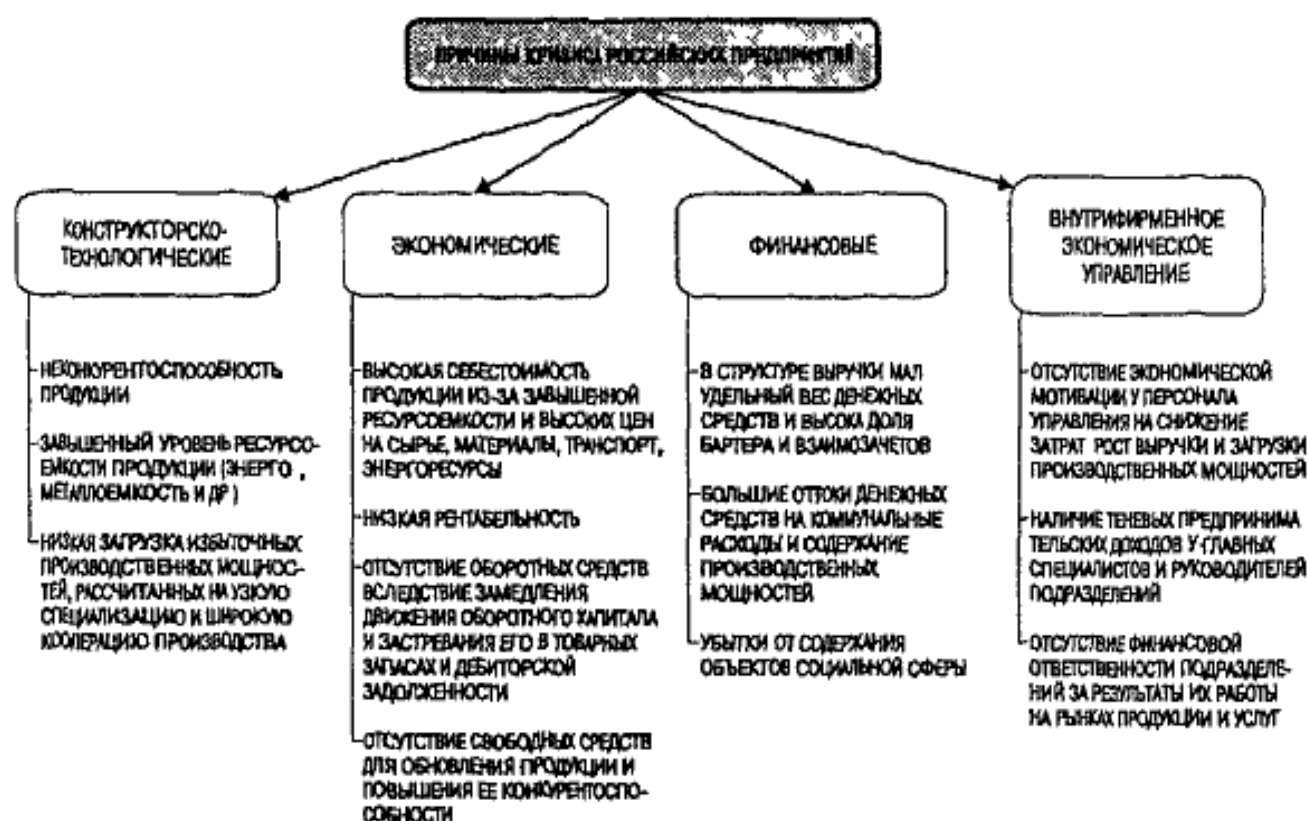 ПРИЧИНЫ КРИЗИСА РОССИЙСКИХ ПРЕДПРИЯТИЙ
КОНСТРУКТОРСКО-
ТЕХНОЛОГИЧЕСКИЕ
НЕКОНКУРЕНТОСПОСОБНОСТЬ
ПРОДУКЦИИ
ЗАВЫШЕННЫЙ УРОВЕНЬ РЕСУРСО-
ЕМКОСТИ ПРОДУКЦИИ (ЭНЕРГО ,
МЕТАЛЛОЕМКОСТЬ И ДР )
НИЗКАЯ ЗАГРУЗКА ИЗБЫТОЧНЫХ
ПРОИЗВОДСТВЕННЫХ МОЩНОС-
ТЕЙ, РАССЧИТАННЫХ НА УЗКУЮ
СПЕЦИАЛИЗАЦИЮ И ШИРОКУЮ
КООПЕРАЦИЮ ПРОИЗВОДСТВА
ЭКОНОМИЧЕСКИЕ
ВЫСОКАЯ СЕБЕСТОИМОСТЬ
ПРОДУКЦИИ ИЗ-ЗА ЗАВЫШЕННОЙ
РЕСУРСОЕМКОСТИ И ВЫСОКИХ ЦЕН
НА СЫРЬЕ, МАТЕРИАЛЫ, ТРАНСПОРТ,
ЭНЕРГОРЕСУРСЫ
НИЗКАЯ РЕНТАБЕЛЬНОСТЬ
ОТСУТСТВИЕ ОБОРОТНЫХ СРЕДСТВ
ВСЛЕДСТВИЕ ЗАМЕДЛЕНИЯ
ДВИЖЕНИЯ ОБОРОТНОГО КАПИТАЛА
И ЗАСТРЕВАНИЯ ЕГО В ТОВАРНЫХ
ЗАПАСАХ И ДЕБИТОРСКОЙ
ЗАДОЛЖЕННОСТИ
ОТСУТСТВИЕ СВОБОДНЫХ СРЕДСТВ
ДЛЯ ОБНОВЛЕНИЯ ПРОДУКЦИИ И
ПОВЫШЕНИЯ ЕЕ КОНКУРЕНТОСПО-
СОБНОСТИ
ФИНАНСОВЫЕ
В СТРУКТУРЕ ВЫРУЧКИ МАЛ
УДЕЛЬНЫЙ ВЕС ДЕНЕЖНЫХ
СРЕДСТВ И ВЫСОКА ДОЛЯ
БАРТЕРА И ВЗАИМОЗАЧЕТОВ
БОЛЬШИЕ ОТТОКИ ДЕНЕЖНЫХ
СРЕДСТВ НА КОММУНАЛЬНЫЕ
РАСХОДЫ И СОДЕРЖАНИЕ
ПРОИЗВОДСТВЕННЫХ
МОЩНОСТЕЙ
УБЫТКИ ОТ СОДЕРЖАНИЯ
ОБЪЕКТОВ СОЦИАЛЬНОЙ СФЕРЫ
ВНУТРИФИРМЕННОЕ
ЭКОНОМИЧЕСКОЕ
УПРАВЛЕНИЕ
ОТСУТСТВИЕ ЭКОНОМИЧЕСКОЙ
МОТИВАЦИИ У ПЕРСОНАЛА
УПРАВЛЕНИЯ НА СНИЖЕНИЕ
ЗАТРАТ РОСТ ВЫРУЧКИ И ЗАГРУЗКИ
ПРОИЗВОДСТВЕННЫХ МОЩНОСТЕЙ
НАЛИЧИЕ ТЕНЕВЫХ ПРЕДПРИНИМА
ТЕЛЬСКИХ ДОХОДОВ У ГЛАВНЫХ
СПЕЦИАЛИСТОВ И РУКОВОДИТЕЛЕЙ
ПОДРАЗДЕЛЕНИЙ
ОТСУТСТВИЕ ФИНАНСОВОЙ
ОТВЕТСТВЕННОСТИ ПОДРАЗДЕЛЕ-
НИЙ ЗА РЕЗУЛЬТАТЫ ИХ РАБОТЫ
НА РЫНКАХ ПРОДУКЦИИ И УСЛУГ